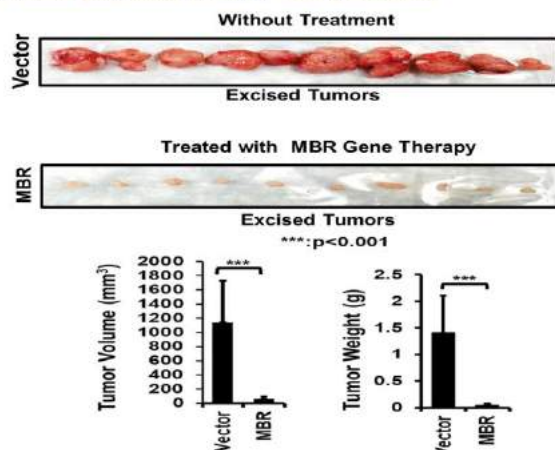 Without Treatment
Vector
Excised Tumors
Treated with MBR Gene Therapy
MBR
Excised Tumors
***:p<0.001
Tumor Volume (mm³)
2000
1800
1600
1400
1200
1000
800
600
400
200
0
***
Vector
MBR
Tumor Weight (g)
2.5
2
1.5
1
0.5
0
***
Vector
MBR